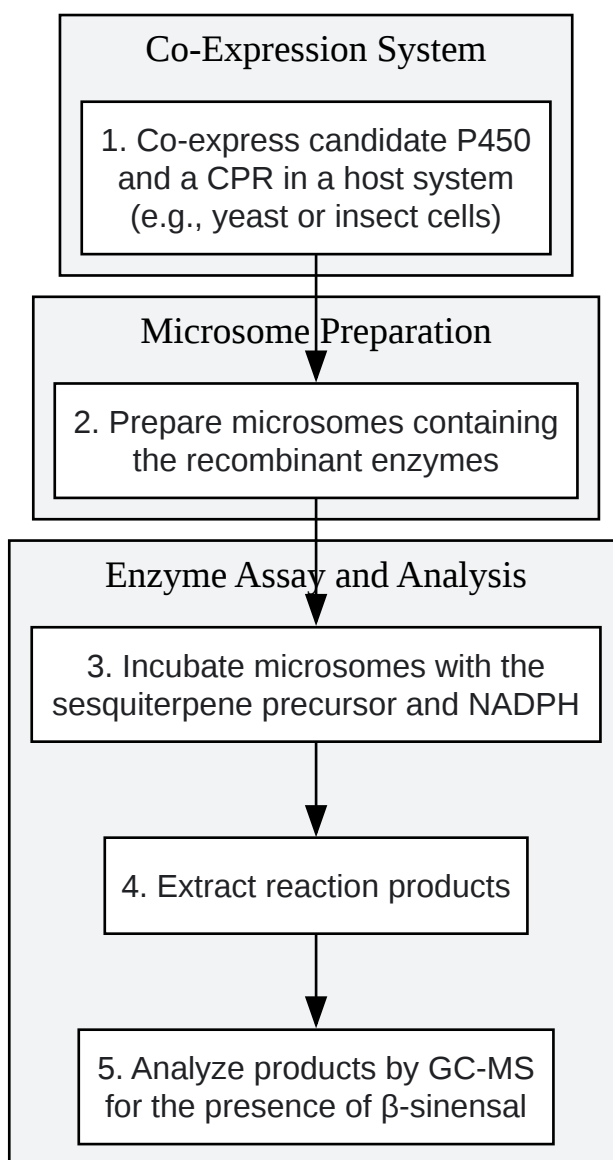 Co-Expression System
1. Co-express candidate P450
and a CPR in a host system
(e.g., yeast or insect cells)
Microsome Preparation
2. Prepare microsomes containing
the recombinant enzymes
Enzyme Assay and Analysis
3. Incubate microsomes with the
sesquiterpene precursor and NADPH
4. Extract reaction products
5. Analyze products by GC-MS
for the presence of β-sinensal